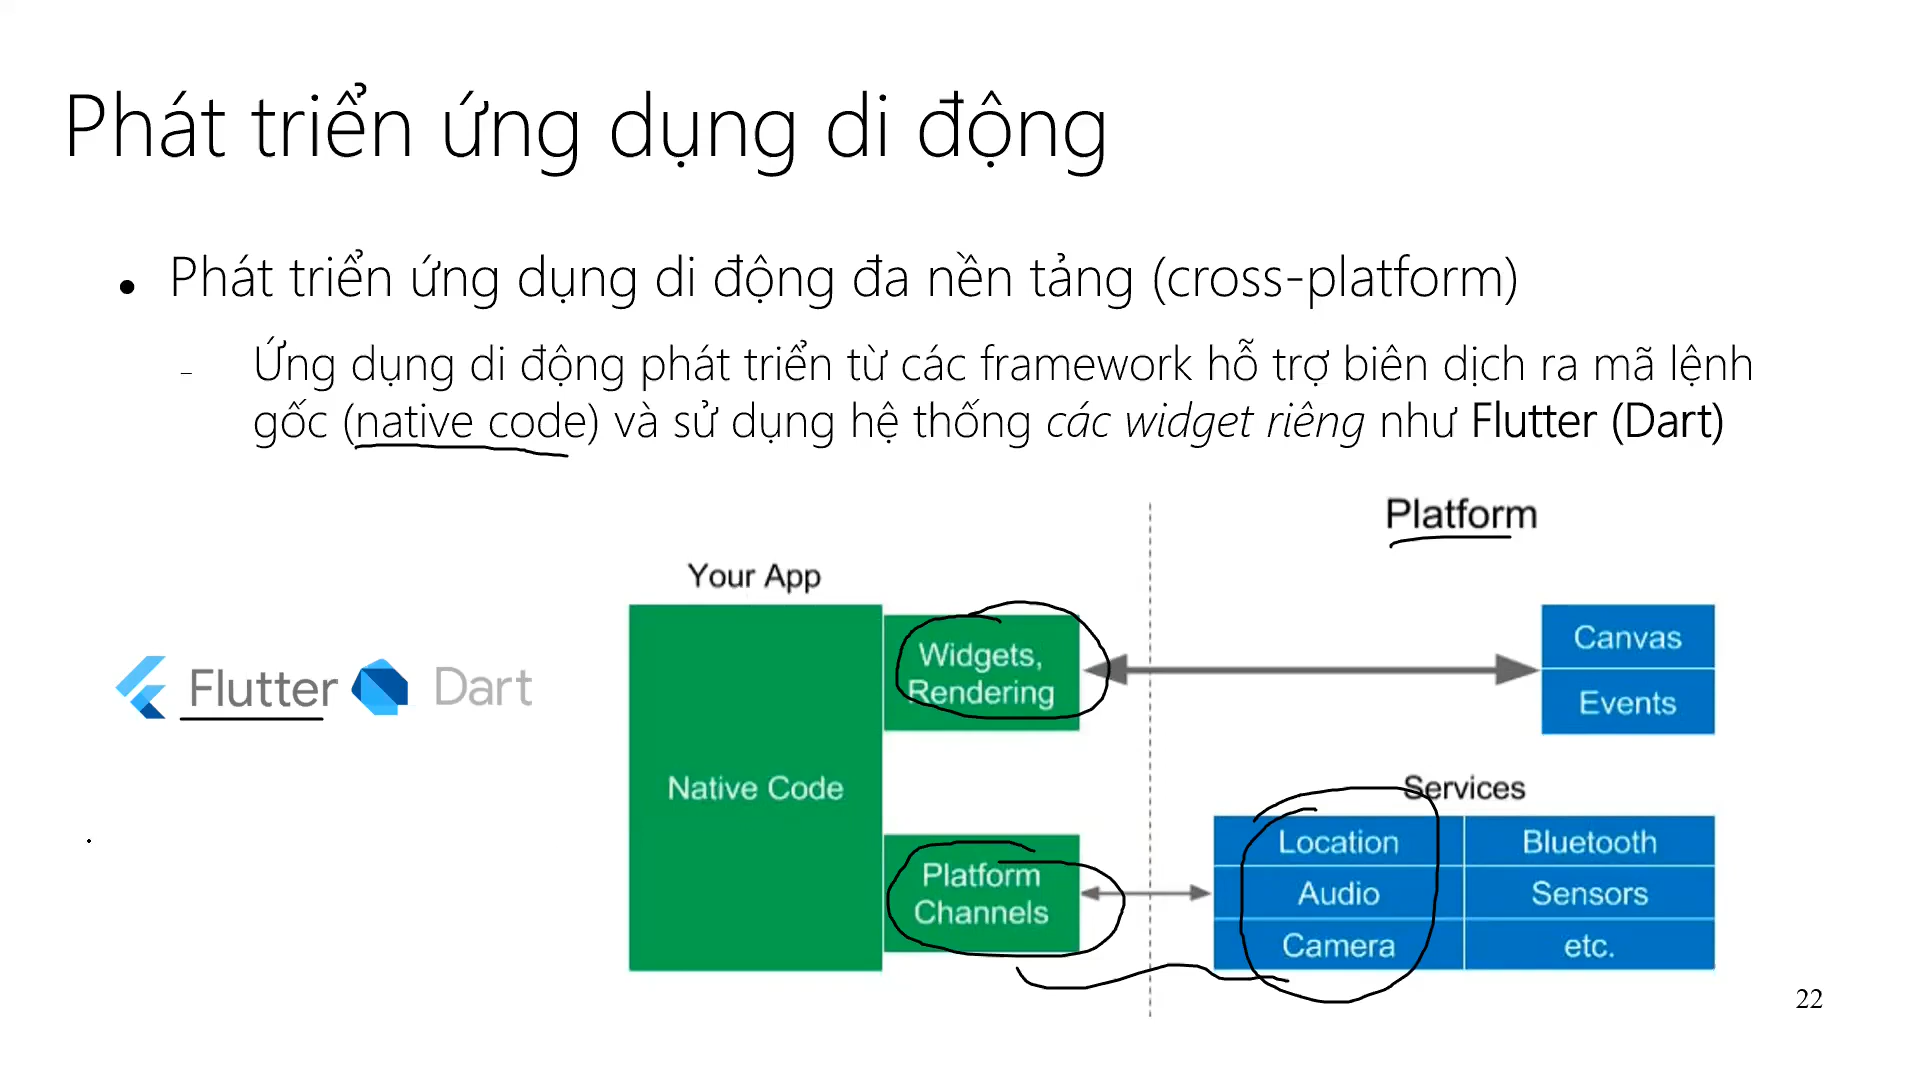 Phát triển ứng dụng di động
Phát triển ứng dụng di động đa nền tảng (cross-platform)
Ứng dụng di động phát triển từ các framework hỗ trợ biên dịch ra mã lệnh
gốc (native code) và sử dụng hệ thống các widget riêng như Flutter (Dart)
Platform
Your App
Widgets,
Rendering
Canvas
Events
Flutter Dart
Native Code
Services
Platform
Channels
Location Bluetooth
Audio Sensors
Camera etc.
22